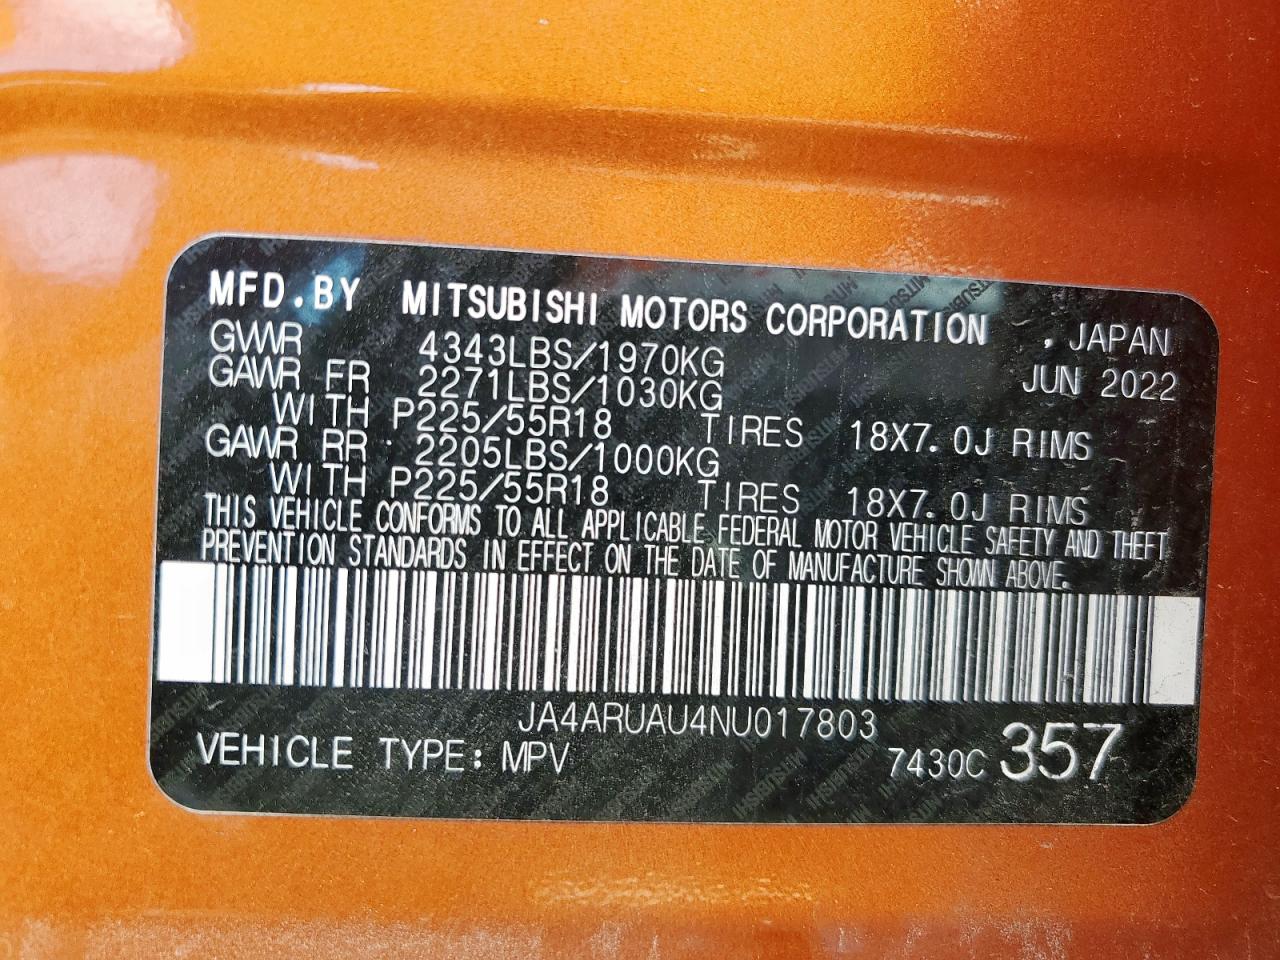 MFD.BY MITSUBISHI MOTORS CORPORATION , JAPAN
GVWR 4343LBS/1970KG JUN 2022
GAWR FR 2271LBS/1030KG
WITH P225/55R18 TIRES 18X7.0J RIMS
GAWR RR 2205LBS/1000KG
WITH P225/55R18 TIRES 18X7.0J RIMS
THIS VEHICLE CONFORMS TO ALL APPLICABLE FEDERAL MOTOR VEHICLE SAFETY AND THEFT
PREVENTION STANDARDS IN EFFECT ON THE DATE OF MANUFACTURE SHOWN ABOVE.
JA4ARUAU4NU017803
VEHICLE TYPE: MPV 7430C 357